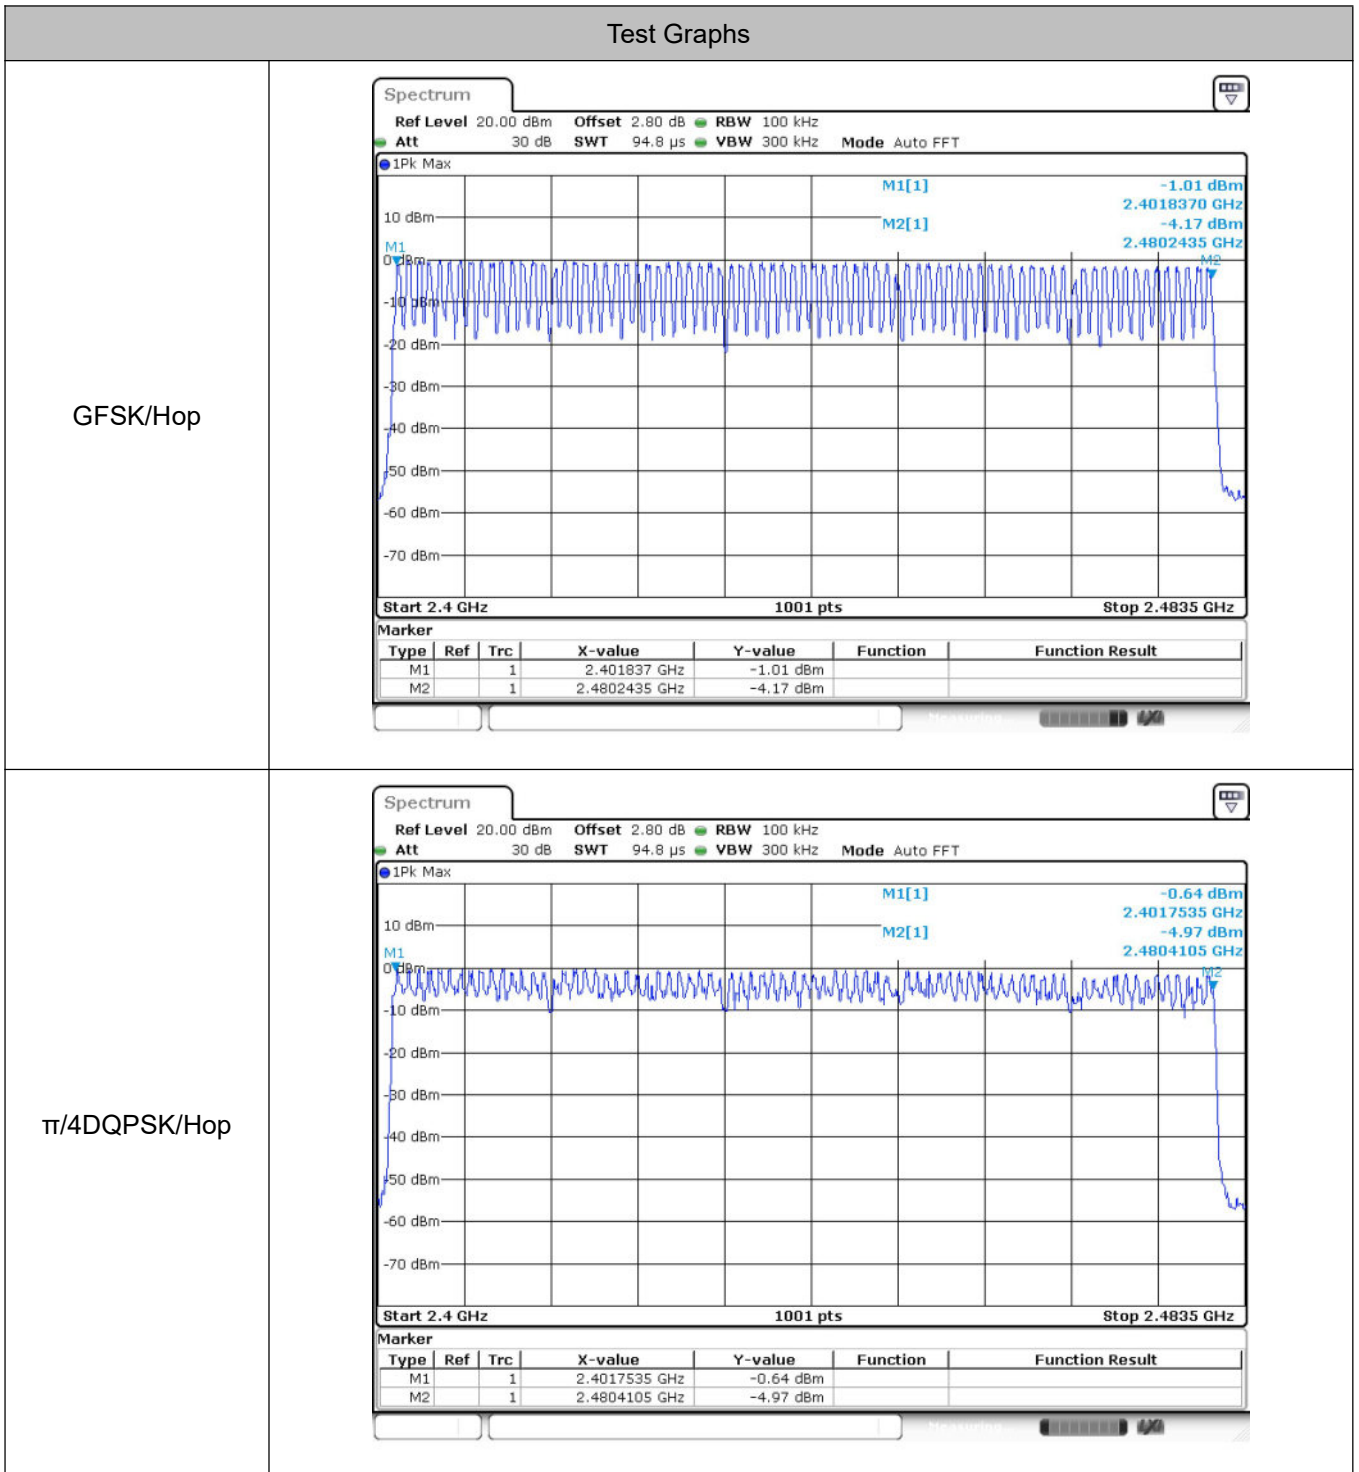 Test Graphs
GFSK/Hop
Spectrum
Ref Level 20.00 dBm Offset 2.80 dB RBW 100 kHz
Att 30 dB SWT 94.8 µs VBW 300 kHz Mode Auto FFT
1Pk Max
M1[1] -1.01 dBm
2.4018370 GHz
10 dBm
M2[1] -4.17 dBm
2.4802435 GHz
M1
M2
0 dBm
-10 dBm
-20 dBm
-30 dBm
-40 dBm
-50 dBm
-60 dBm
-70 dBm
Start 2.4 GHz 1001 pts Stop 2.4835 GHz
Marker
Type Ref Trc X-value Y-value Function Function Result
M1 1 2.401837 GHz -1.01 dBm
M2 1 2.4802435 GHz -4.17 dBm
Measuring...
π/4DQPSK/Hop
Spectrum
Ref Level 20.00 dBm Offset 2.80 dB RBW 100 kHz
Att 30 dB SWT 94.8 µs VBW 300 kHz Mode Auto FFT
1Pk Max
M1[1] -0.64 dBm
2.4017535 GHz
10 dBm
M2[1] -4.97 dBm
2.4804105 GHz
M1
M2
0 dBm
-10 dBm
-20 dBm
-30 dBm
-40 dBm
-50 dBm
-60 dBm
-70 dBm
Start 2.4 GHz 1001 pts Stop 2.4835 GHz
Marker
Type Ref Trc X-value Y-value Function Function Result
M1 1 2.4017535 GHz -0.64 dBm
M2 1 2.4804105 GHz -4.97 dBm
Measuring...